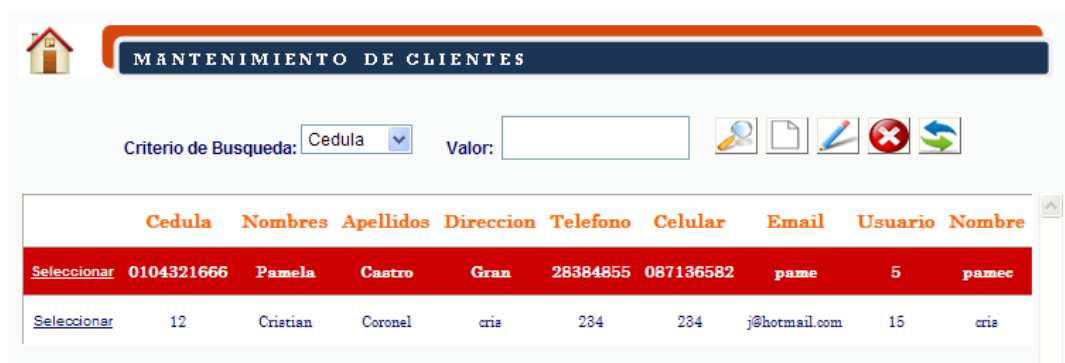 MANTENIMIENTO DE CLIENTES
Criterio de Busqueda: Cedula Valor:
Cedula Nombres Apellidos Direccion Telefono Celular Email Usuario Nombre
Seleccionar 0104321666 Pamela Castro Gran 28384855 087136582 pame 5 pamec
Seleccionar 12 Cristian Coronel cris 234 234 j@hotmail.com 15 cris